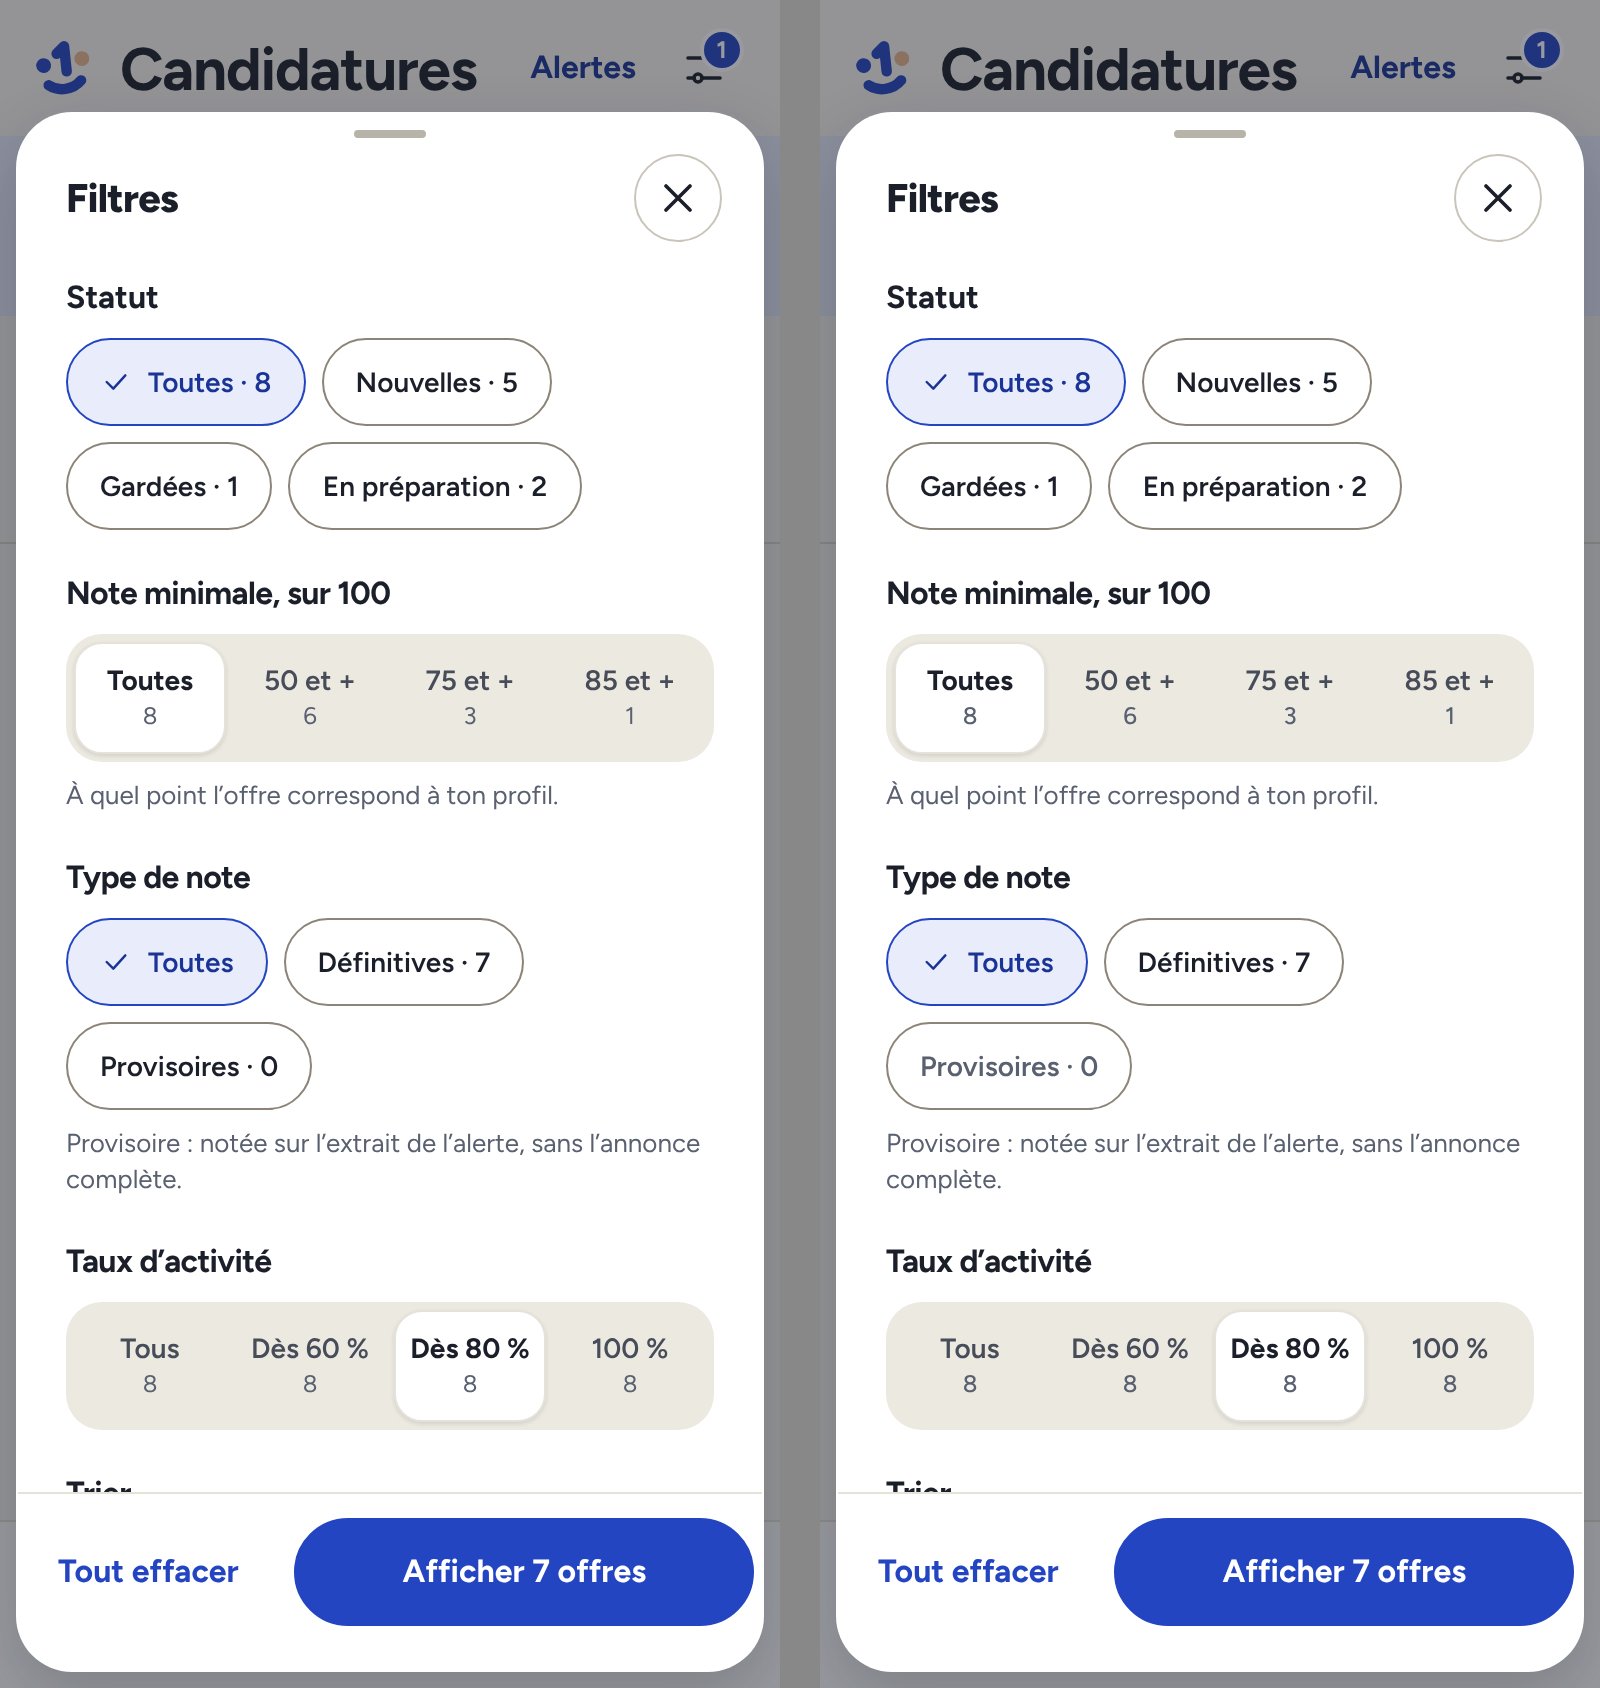 Candidatures
Alertes
1
Filtres
Statut
Toutes · 8
Nouvelles · 5
Gardées · 1
En préparation · 2
Note minimale, sur 100
Toutes
8
50 et +
6
75 et +
3
85 et +
1
À quel point l’offre correspond à ton profil.
Type de note
Toutes
Définitives · 7
Provisoires · 0
Provisoire : notée sur l’extrait de l’alerte, sans l’annonce
complète.
Taux d’activité
Tous
8
Dès 60 %
8
Dès 80 %
8
100 %
8
Trier
Tout effacer
Afficher 7 offres
Candidatures
Alertes
1
Filtres
Statut
Toutes · 8
Nouvelles · 5
Gardées · 1
En préparation · 2
Note minimale, sur 100
Toutes
8
50 et +
6
75 et +
3
85 et +
1
À quel point l’offre correspond à ton profil.
Type de note
Toutes
Définitives · 7
Provisoires · 0
Provisoire : notée sur l’extrait de l’alerte, sans l’annonce
complète.
Taux d’activité
Tous
8
Dès 60 %
8
Dès 80 %
8
100 %
8
Trier
Tout effacer
Afficher 7 offres